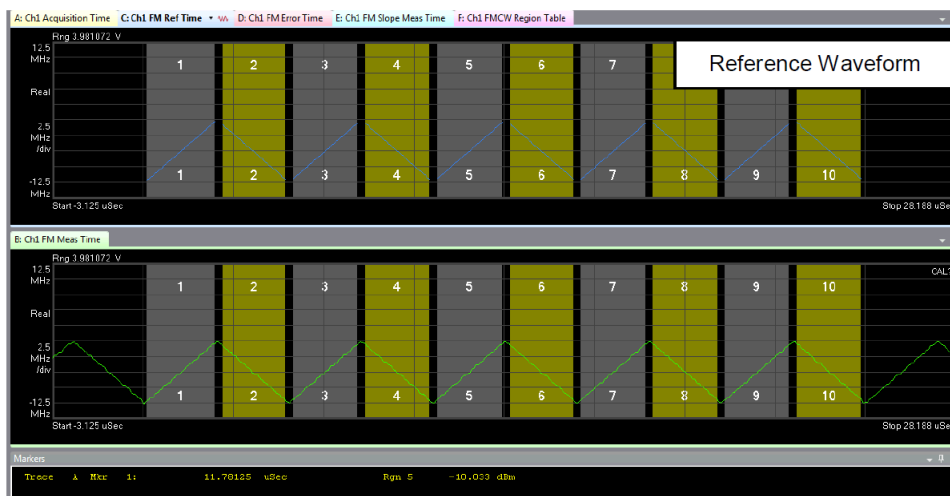 A: Ch1 Acquisition Time C: Ch1 FM Ref Time D: Ch1 FM Error Time E: Ch1 FM Slope Meas Time F: Ch1 FMCW Region Table
Rng 3.981072 V
12.5
MHz
1 2 3 4 5 6 7
Reference Waveform
Real
2.5
MHz
/div
-12.5
MHz
1 2 3 4 5 6 7 8 9 10
Start -3.125 uSec Stop 28.188 uSe
B: Ch1 FM Meas Time
Rng 3.981072 V
12.5
MHz
CAL?
1 2 3 4 5 6 7 8 9 10
Real
2.5
MHz
/div
-12.5
MHz
1 2 3 4 5 6 7 8 9 10
Start -3.125 uSec Stop 28.188 uSe
Markers
Trace A Mkr 1: 11.78125 uSec Rgn 5 -10.033 dBm